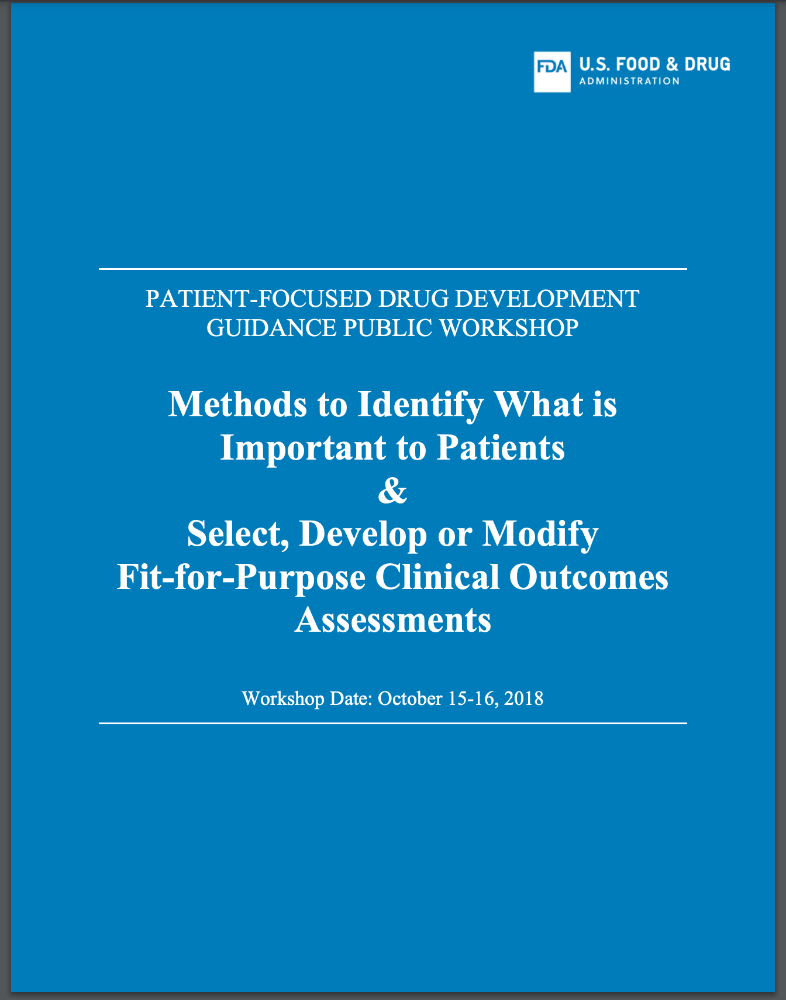 FDA
U.S. FOOD & DRUG
ADMINISTRATION
PATIENT-FOCUSED DRUG DEVELOPMENT
GUIDANCE PUBLIC WORKSHOP
Methods to Identify What is
Important to Patients
&
Select, Develop or Modify
Fit-for-Purpose Clinical Outcomes
Assessments
Workshop Date: October 15-16, 2018